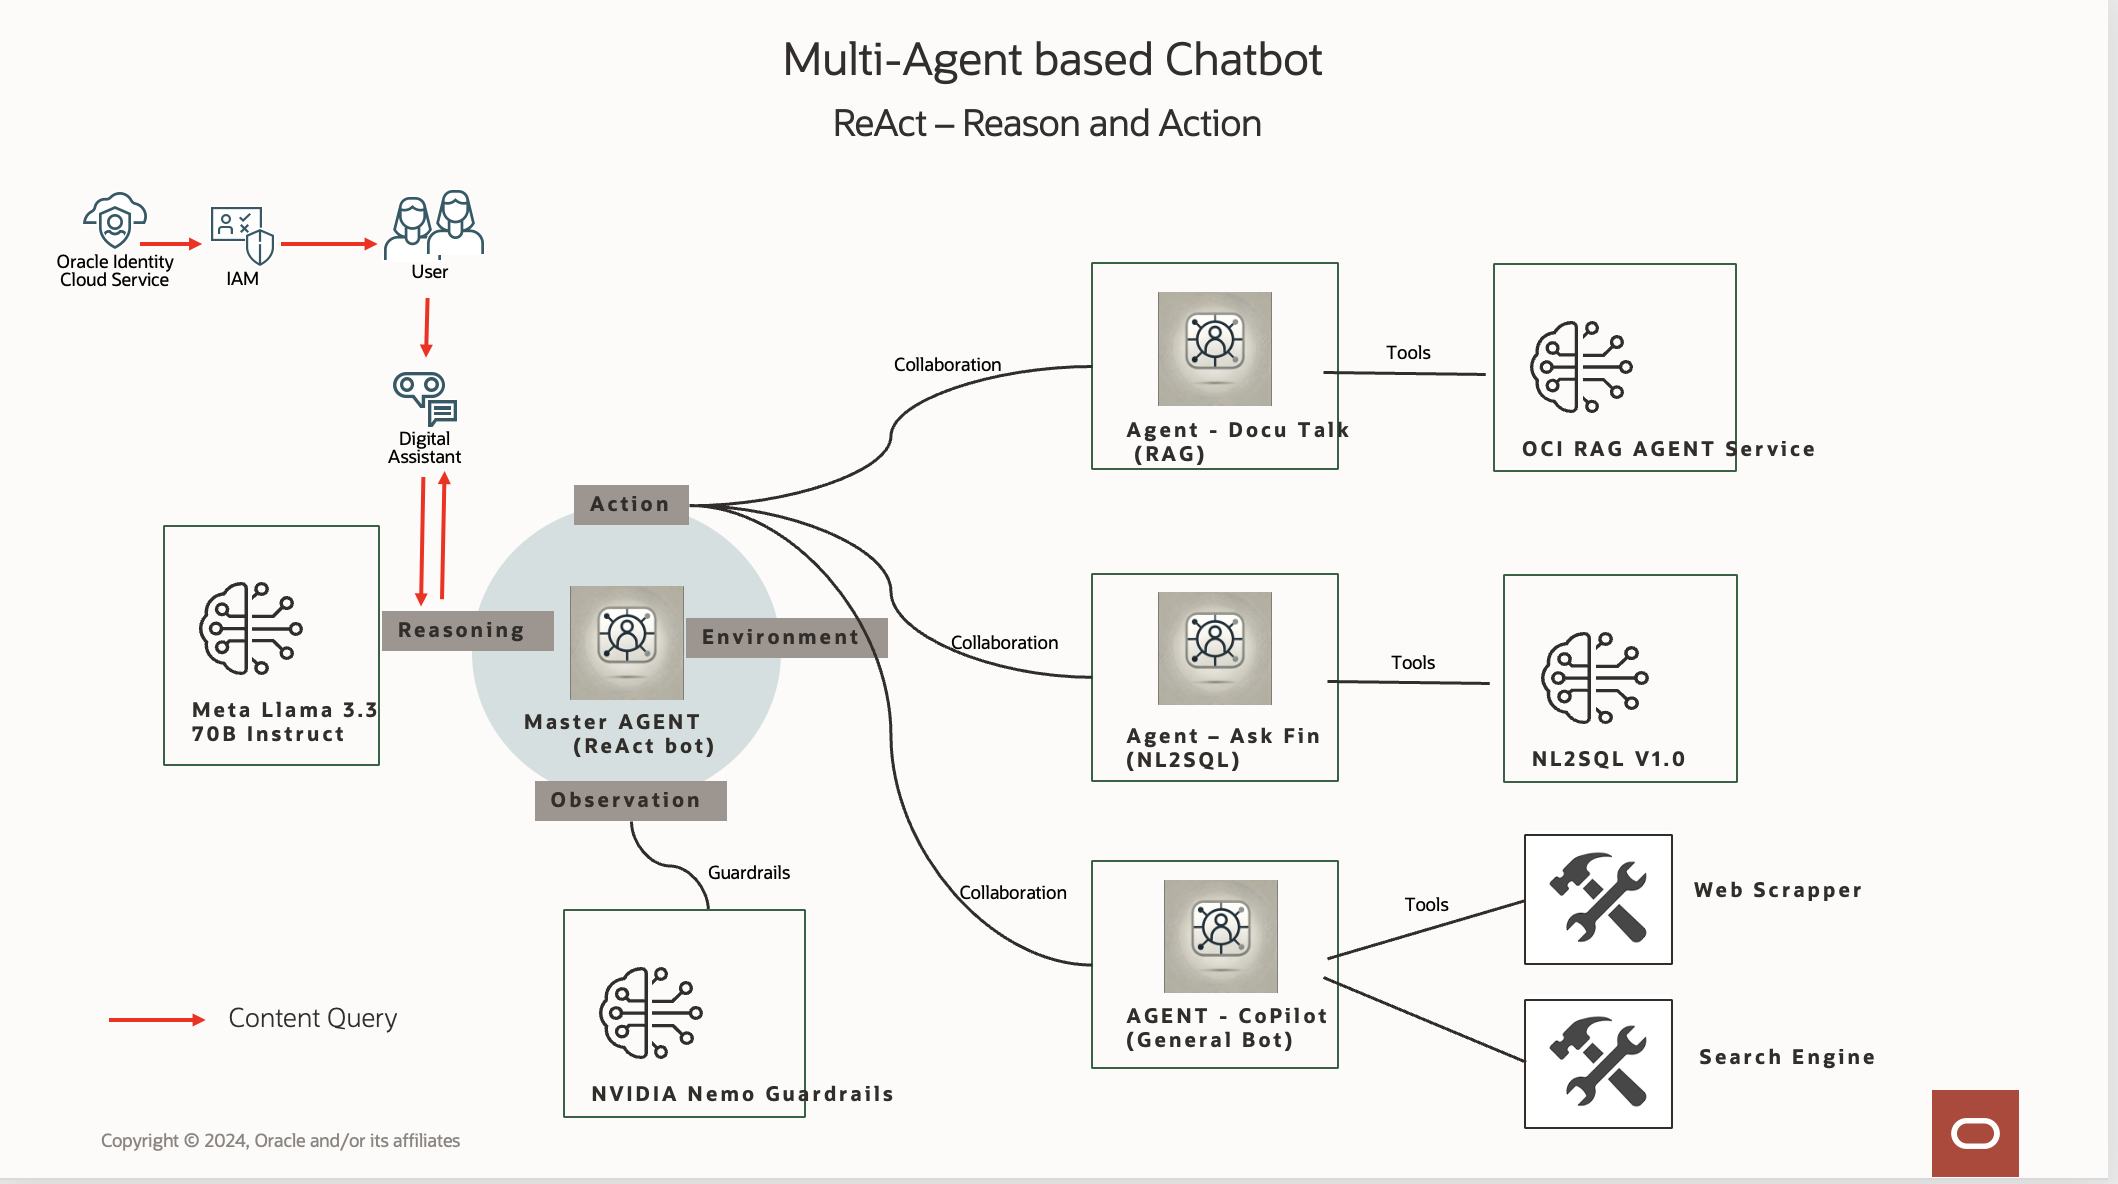 Multi-Agent based Chatbot
ReAct – Reason and Action
Oracle Identity
Cloud Service
IAM
User
Digital
Assistant
Collaboration
Tools
Agent - Docu Talk
(RAG)
OCI RAG AGENT Service
Action
Reasoning
Environment
Meta Llama 3.3
70B Instruct
Master AGENT
(ReAct bot)
Observation
Collaboration
Tools
Agent – Ask Fin
(NL2SQL)
NL2SQL V1.0
Guardrails
NVIDIA Nemo Guardrails
Collaboration
Tools
AGENT - CoPilot
(General Bot)
Web Scrapper
Search Engine
Content Query
Copyright © 2024, Oracle and/or its affiliates